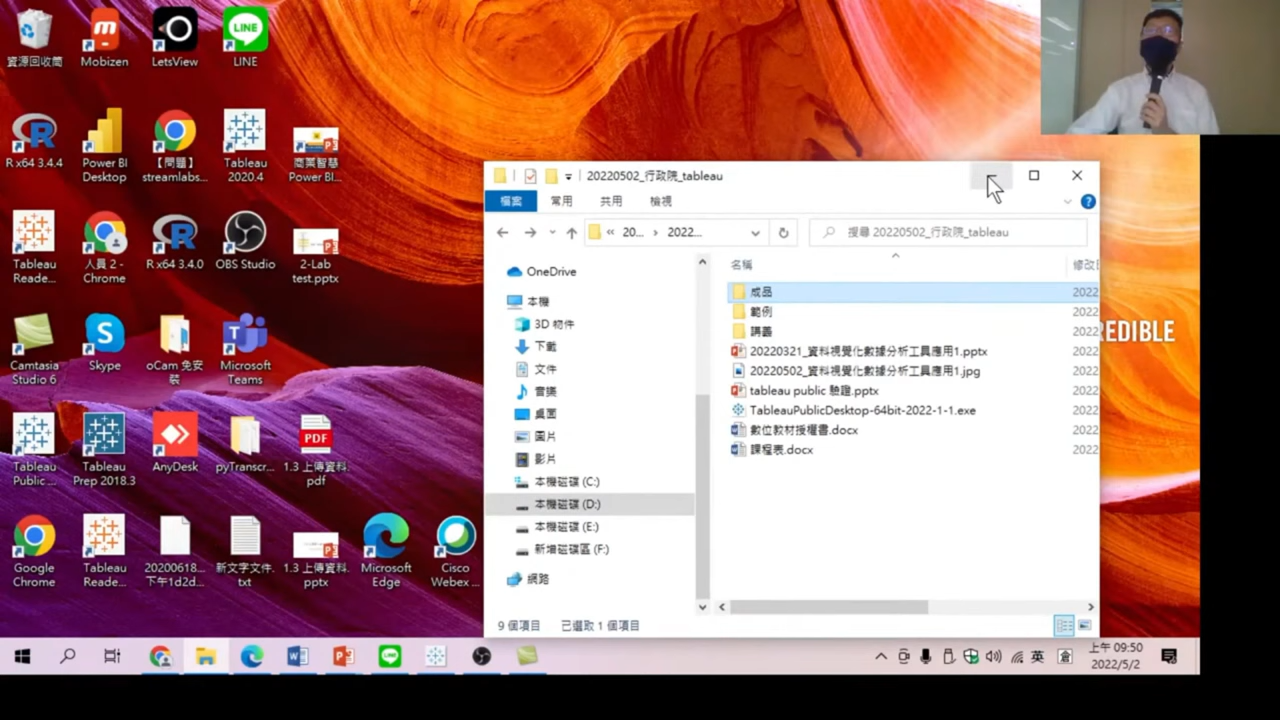 資源回收筒
Mobizen
LetsView
LINE
LINE
R x64 3.4.4
Power BI
Desktop
【問題】
streamlabs...
Tableau
2020.4
商業智慧
Power BI...
Tableau
Reade...
人員 2 -
Chrome
R x64 3.4.0
OBS Studio
2-Lab
test.pptx
Camtasia
Studio 6
Skype
oCam 免安
裝
Microsoft
Teams
Tableau
Public ...
Tableau
Prep 2018.3
AnyDesk
pyTranscr...
PDF
1.3 上傳資料.
pdf
Google
Chrome
Tableau
Reade...
20200618...
下午1d2d...
新文字文件.
txt
1.3 上傳資料.
pptx
Microsoft
Edge
Cisco
Webex ...
20220502_行政院_tableau
檔案
常用
共用
檢視
20...
2022...
搜尋 20220502_行政院_tableau
OneDrive
本機
3D 物件
下載
文件
音樂
桌面
圖片
影片
本機磁碟 (C:)
本機磁碟 (D:)
本機磁碟 (E:)
新增磁碟區 (F:)
網路
名稱
修改日
成品
2022
範例
2022
講義
2022
20220321_資料視覺化數據分析工具應用1.pptx
2022
20220502_資料視覺化數據分析工具應用1.jpg
2022
tableau public 驗證.pptx
2022
TableauPublicDesktop-64bit-2022-1-1.exe
2022
數位教材授權書.docx
2022
課程表.docx
2022
9 個項目
已選取 1 個項目
REDIBLE
英
上午 09:50
2022/5/2